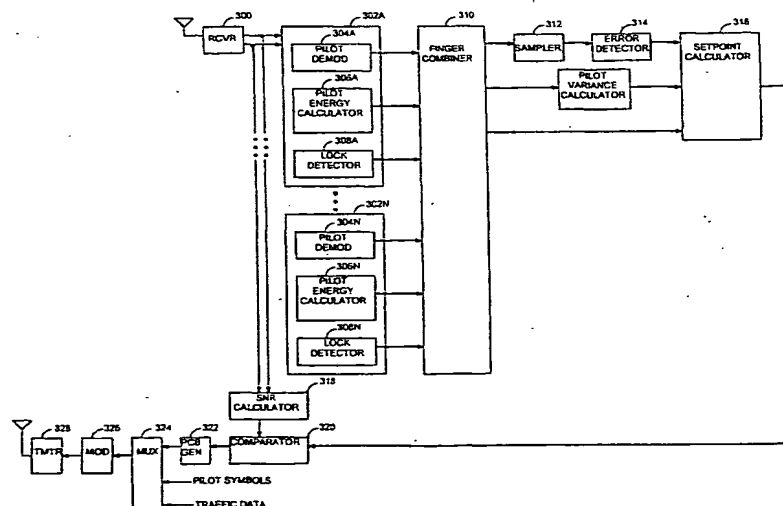 300
RCVR
302A
304A
PILOT
DEMOD
306A
PILOT
ENERGY
CALCULATOR
308A
LOCK
DETECTOR
302N
304N
PILOT
DEMOD
306N
PILOT
ENERGY
CALCULATOR
308N
LOCK
DETECTOR
310
FINGER
COMBINER
312
SAMPLER
314
ERROR
DETECTOR
PILOT
VARIANCE
CALCULATOR
316
SETPOINT
CALCULATOR
318
SNR
CALCULATOR
320
COMPARATOR
322
PCB
GEN
324
MUX
326
MOD
328
TMTR
PILOT SYMBOLS
TRAFFIC DATA